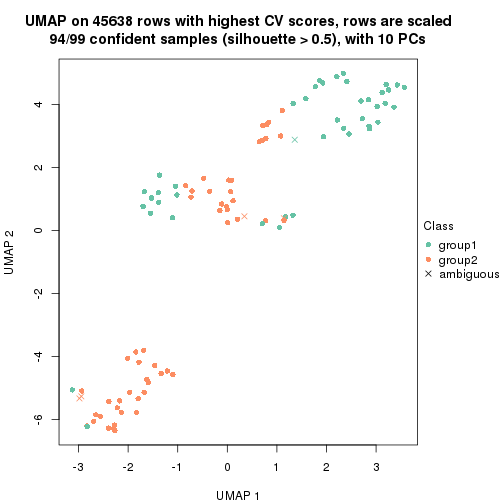 UMAP on 45638 rows with highest CV scores, rows are scaled
94/99 confident samples (silhouette > 0.5), with 10 PCs
4
2
0
-2
-4
-6
UMAP 2
-3
-2
-1
0
1
2
3
UMAP 1
Class
group1
group2
ambiguous